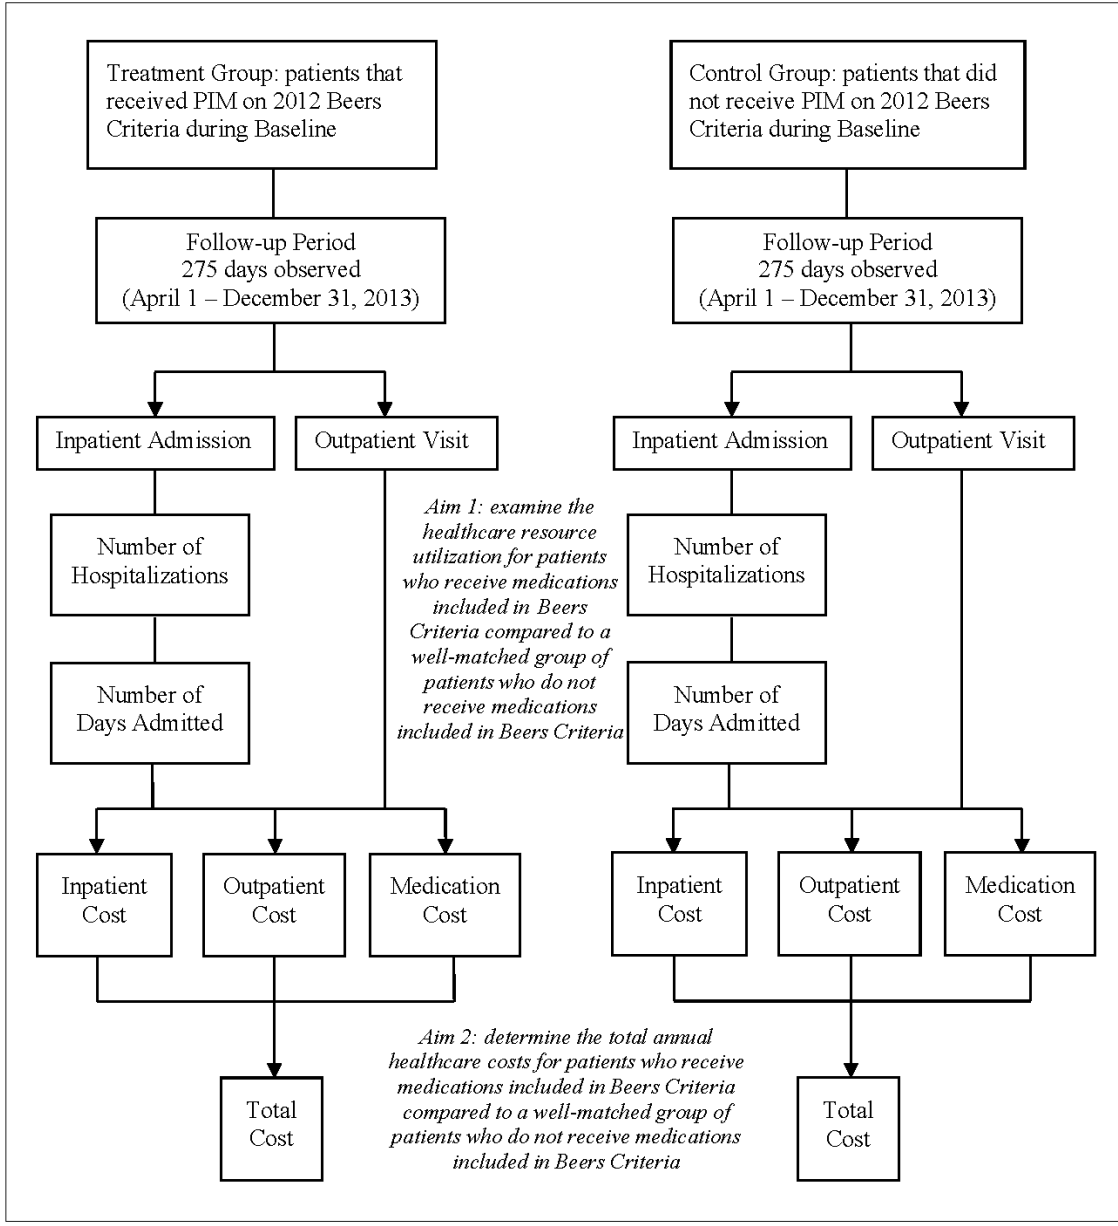 Treatment Group: patients that
received PIM on 2012 Beers
Criteria during Baseline
Control Group: patients that did
not receive PIM on 2012 Beers
Criteria during Baseline
Follow-up Period
275 days observed
(April 1 – December 31, 2013)
Follow-up Period
275 days observed
(April 1 – December 31, 2013)
Inpatient Admission
Outpatient Visit
Inpatient Admission
Outpatient Visit
Number of
Hospitalizations
Aim 1: examine the
healthcare resource
utilization for patients
who receive medications
included in Beers
Criteria compared to a
well-matched group of
patients who do not
receive medications
included in Beers Criteria
Number of
Hospitalizations
Number of
Days Admitted
Number of
Days Admitted
Inpatient
Cost
Outpatient
Cost
Medication
Cost
Inpatient
Cost
Outpatient
Cost
Medication
Cost
Aim 2: determine the total annual
healthcare costs for patients who receive
medications included in Beers Criteria
compared to a well-matched group of
patients who do not receive medications
included in Beers Criteria
Total
Cost
Total
Cost